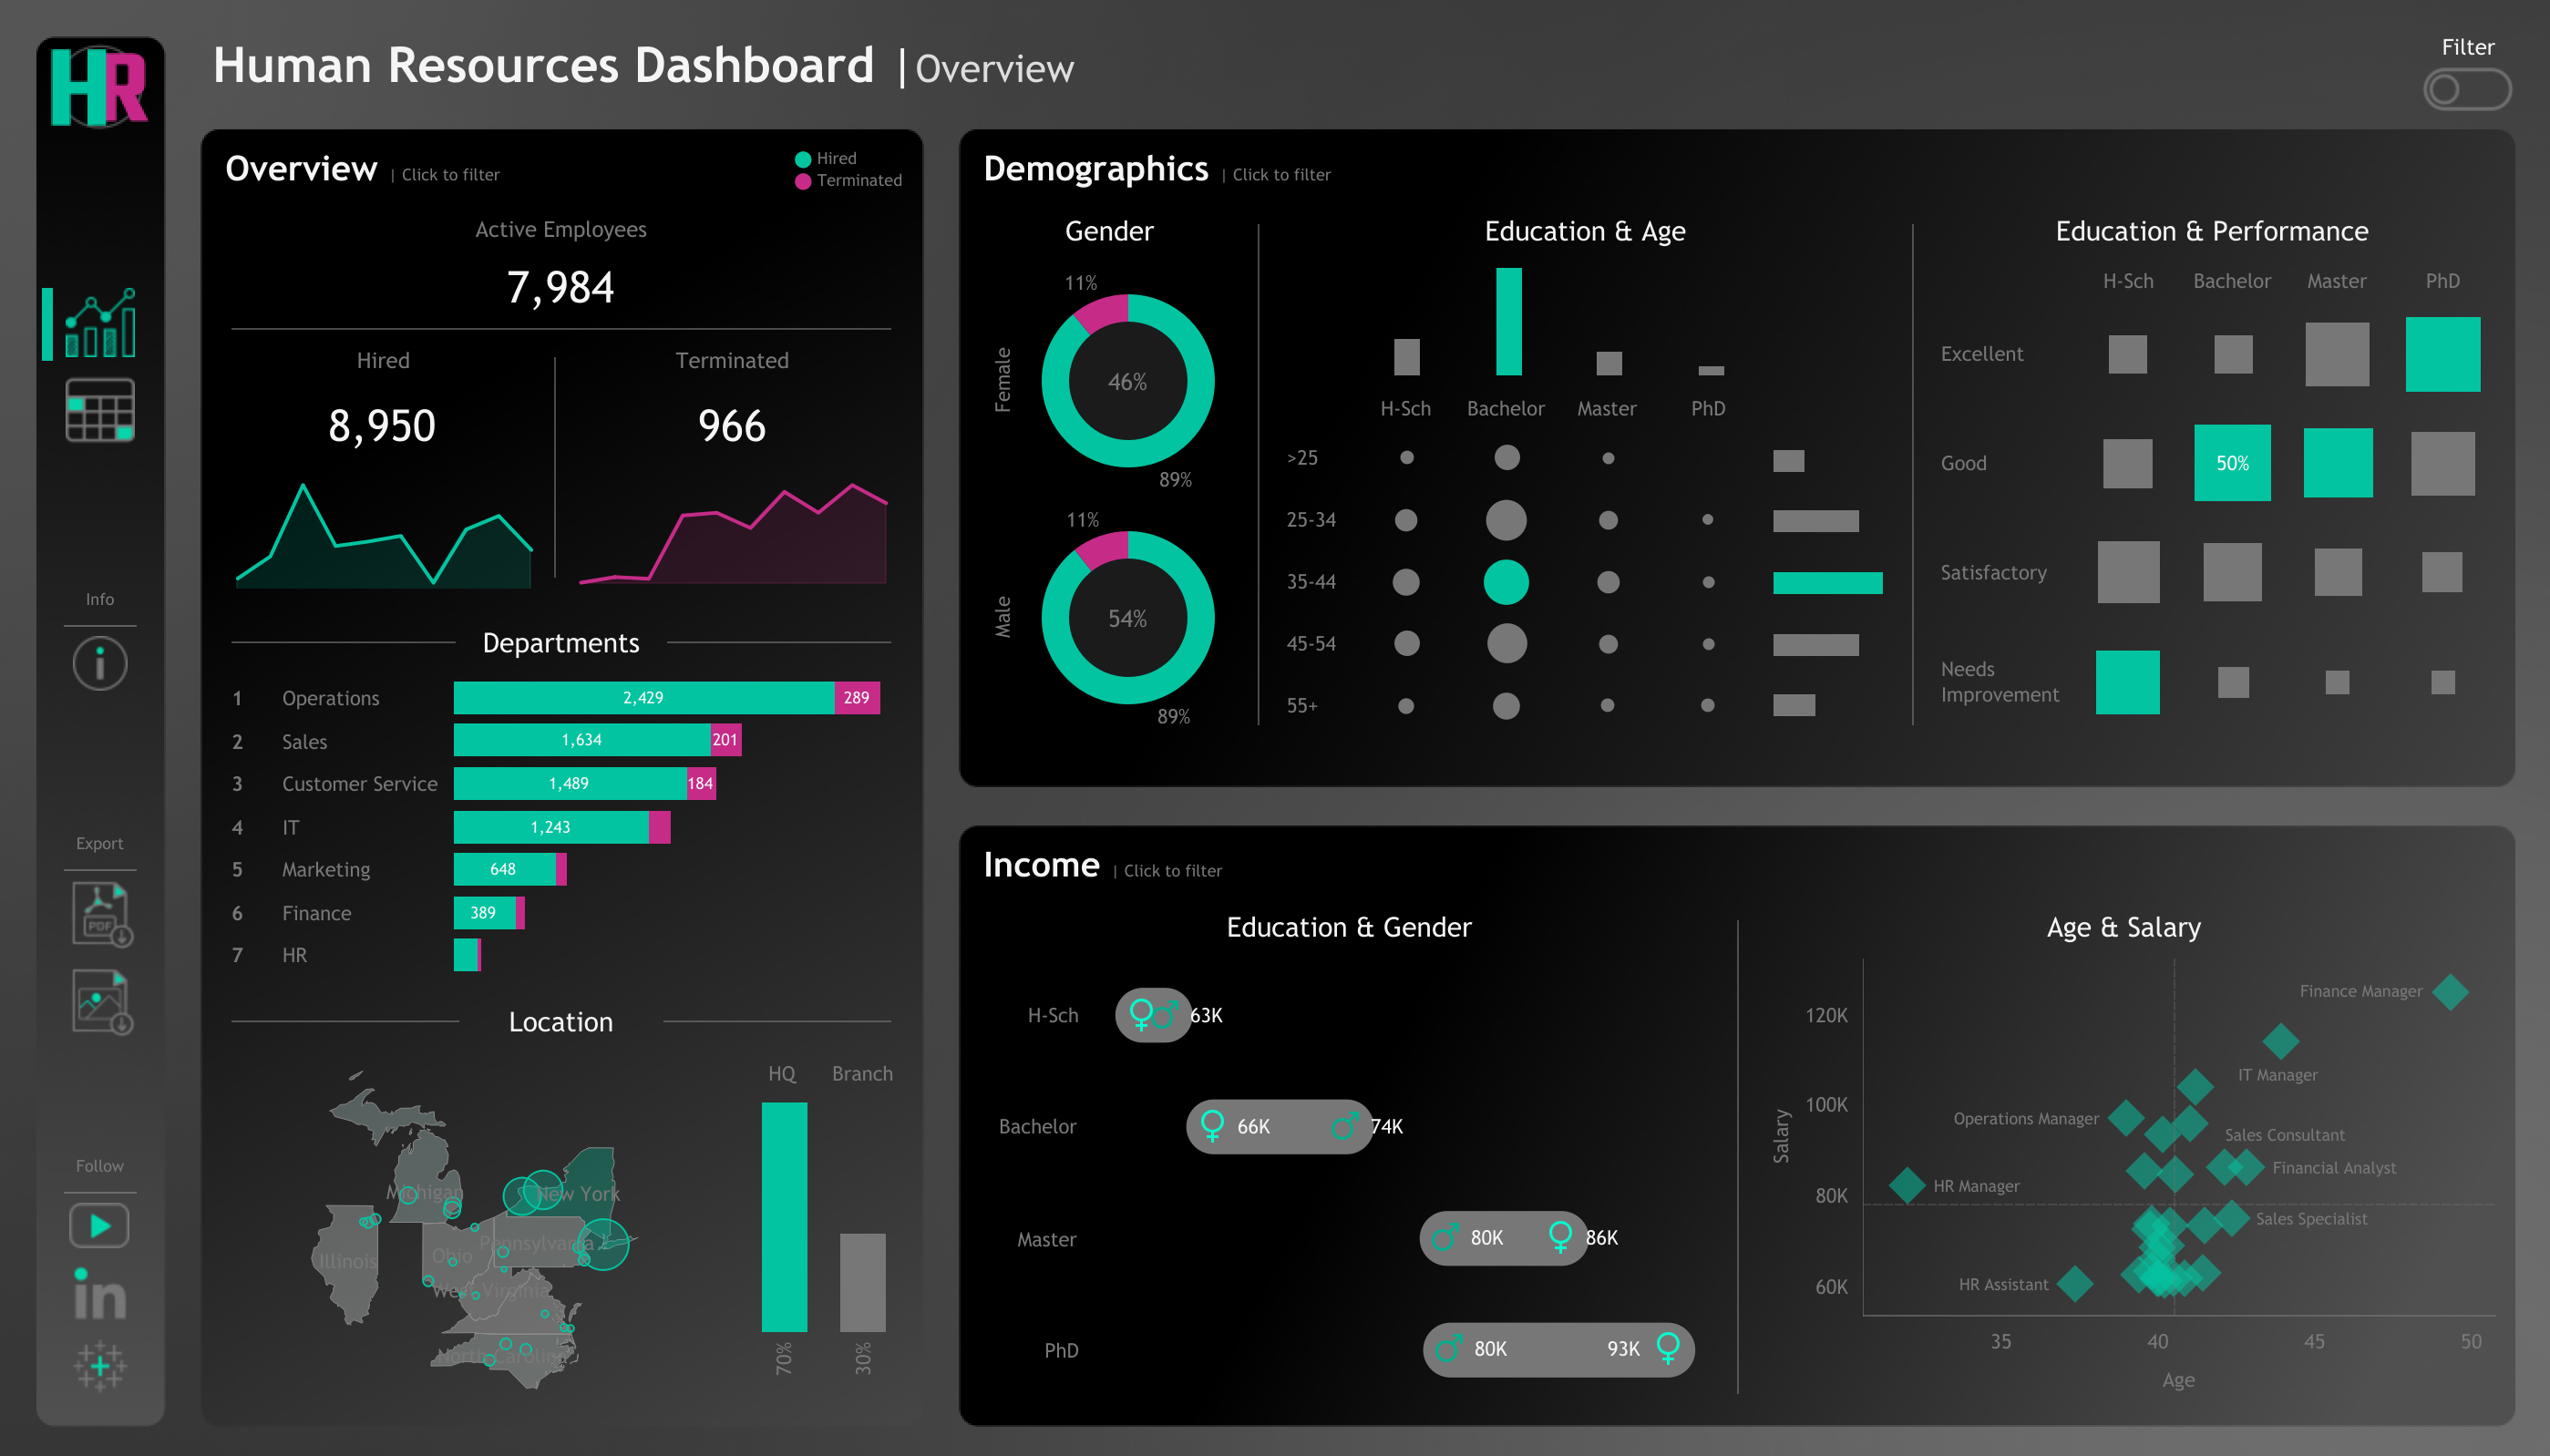 HR
Human Resources Dashboard | Overview
Filter
Overview | Click to filter
Hired
Terminated
Active Employees
7,984
Hired
8,950
Terminated
966
Departments
1 Operations 2,429 289
2 Sales 1,634 201
3 Customer Service 1,489 184
4 IT 1,243
5 Marketing 648
6 Finance 389
7 HR
Location
Michigan
New York
Illinois
Ohio
Pennsylvania
West Virginia
North Carolina
HQ Branch
70% 30%
Info
Export
PDF
Follow
in
Demographics | Click to filter
Gender
Female
11%
46%
89%
Male
11%
54%
89%
Education & Age
H-Sch Bachelor Master PhD
>25
25-34
35-44
45-54
55+
Education & Performance
H-Sch Bachelor Master PhD
Excellent
Good 50%
Satisfactory
Needs
Improvement
Income | Click to filter
Education & Gender
H-Sch 63K
Bachelor 66K 74K
Master 80K 86K
PhD 80K 93K
Age & Salary
Salary
120K
100K
80K
60K
Finance Manager
IT Manager
Operations Manager
Sales Consultant
Financial Analyst
HR Manager
Sales Specialist
HR Assistant
35 40 45 50
Age